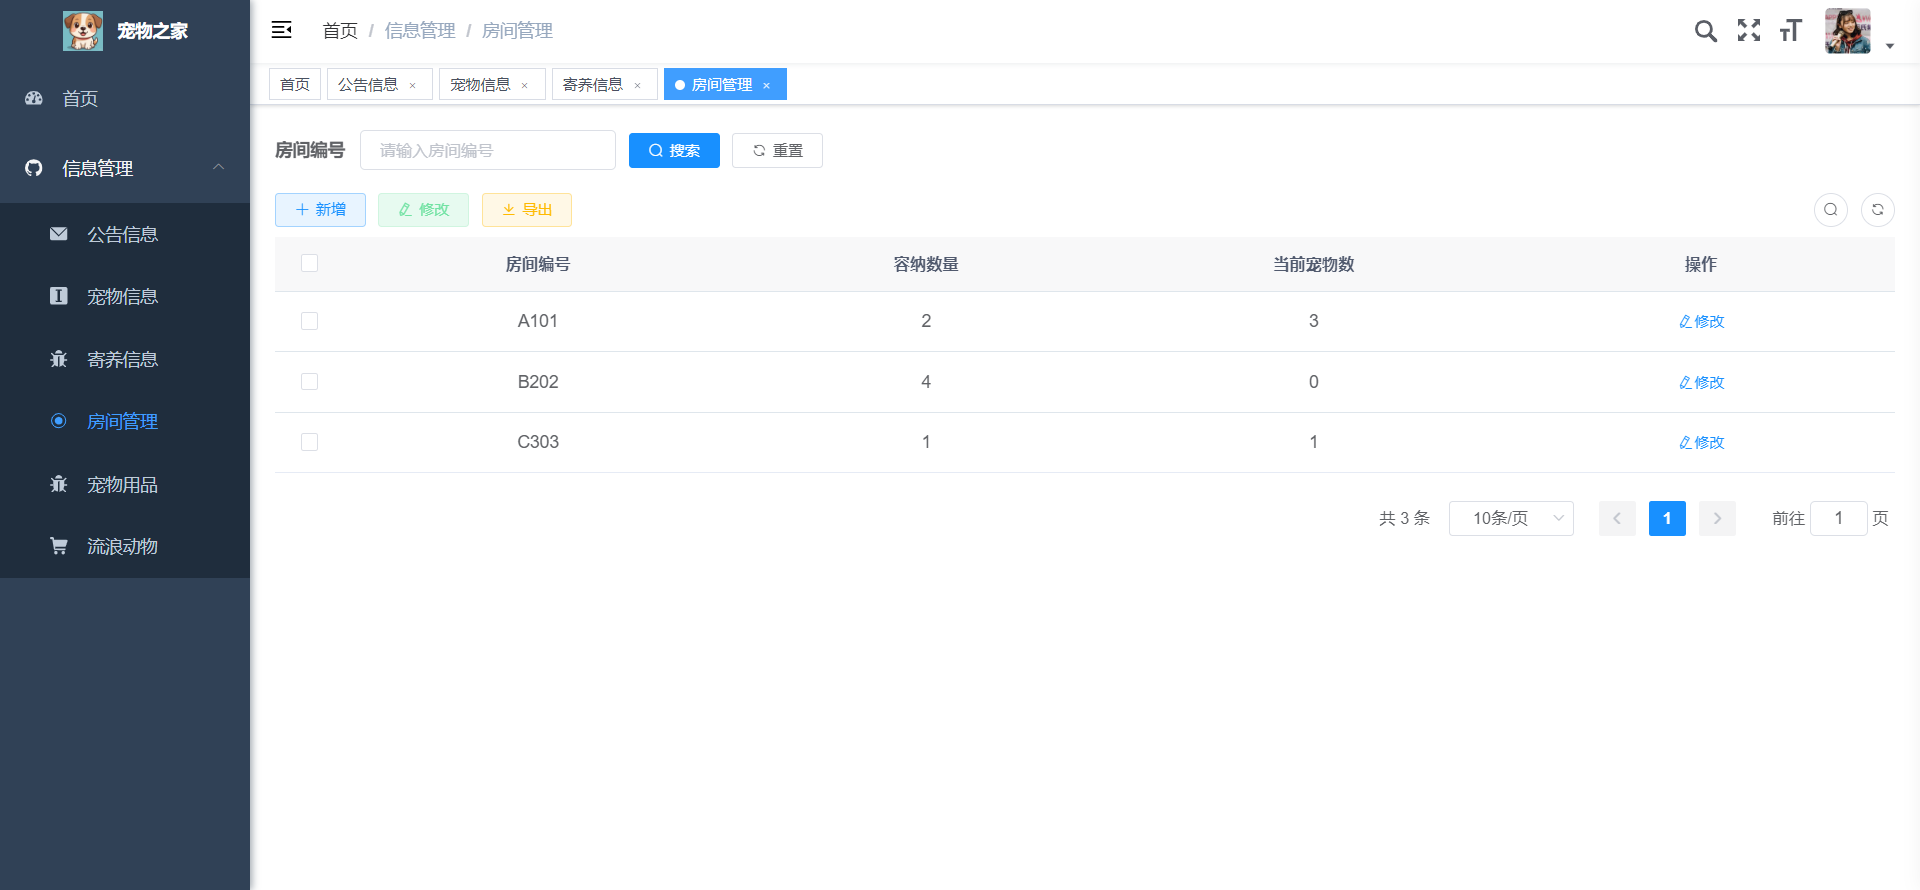 宠物之家
首页
信息管理
公告信息
宠物信息
寄养信息
房间管理
宠物用品
流浪动物
首页 / 信息管理 / 房间管理
首页 公告信息 × 宠物信息 × 寄养信息 × 房间管理 ×
房间编号 请输入房间编号 搜索 重置
新增 修改 导出
房间编号 容纳数量 当前宠物数 操作
A101 2 3 修改
B202 4 0 修改
C303 1 1 修改
共 3 条 10条/页 1 前往 1 页